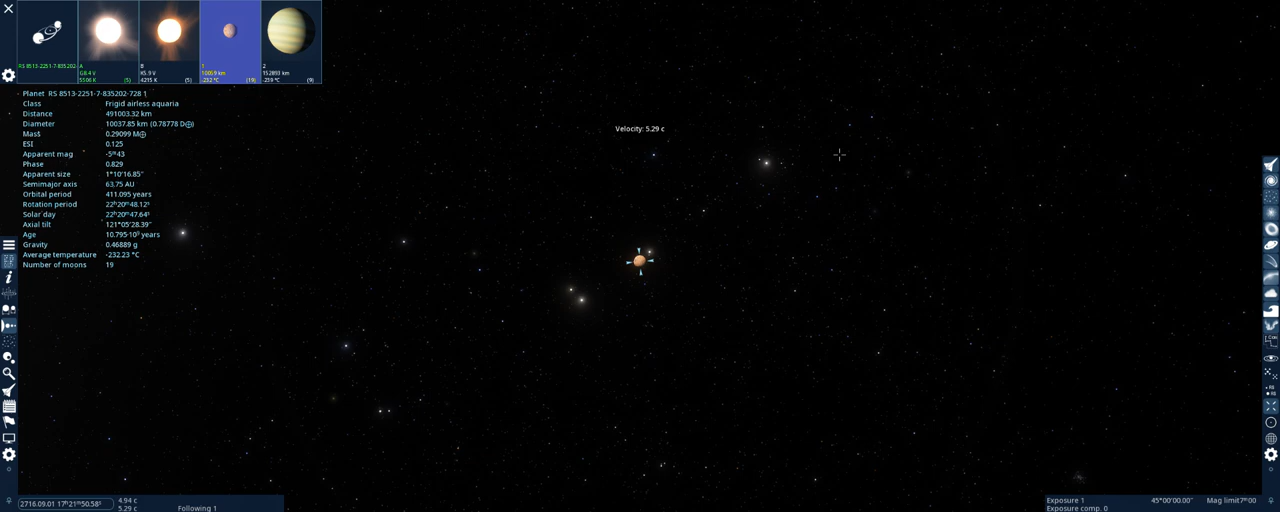 RS 8513-2251-7-835202-
A
G8.4 V
5506 K (5)
B
K5.9 V
4215 K (5)
1
10059 km
-232 °C (19)
2
152893 km
-239 °C (9)
Planet RS 8513-2251-7-835202-728 1
Class Frigid airless aquaria
Distance 491003.32 km
Diameter 10037.85 km (0.78778 D⊕)
Mass 0.29099 M⊕
ESI 0.125
Apparent mag -5ᵐ43
Phase 0.829
Apparent size 1°10'16.85"
Semimajor axis 63.75 AU
Orbital period 411.095 years
Rotation period 22ʰ20ᵐ48.12ˢ
Solar day 22ʰ20ᵐ47.64ˢ
Axial tilt 121°05'28.39"
Age 10.795·10⁹ years
Gravity 0.46889 g
Average temperature -232.23 °C
Number of moons 19
Velocity: 5.29 c
2716.09.01 17ʰ21ᵐ50.58ˢ
4.94 c
5.29 c
Following 1
Exposure 1
Exposure comp. 0
45°00'00.00"
Mag limit7ᵐ00